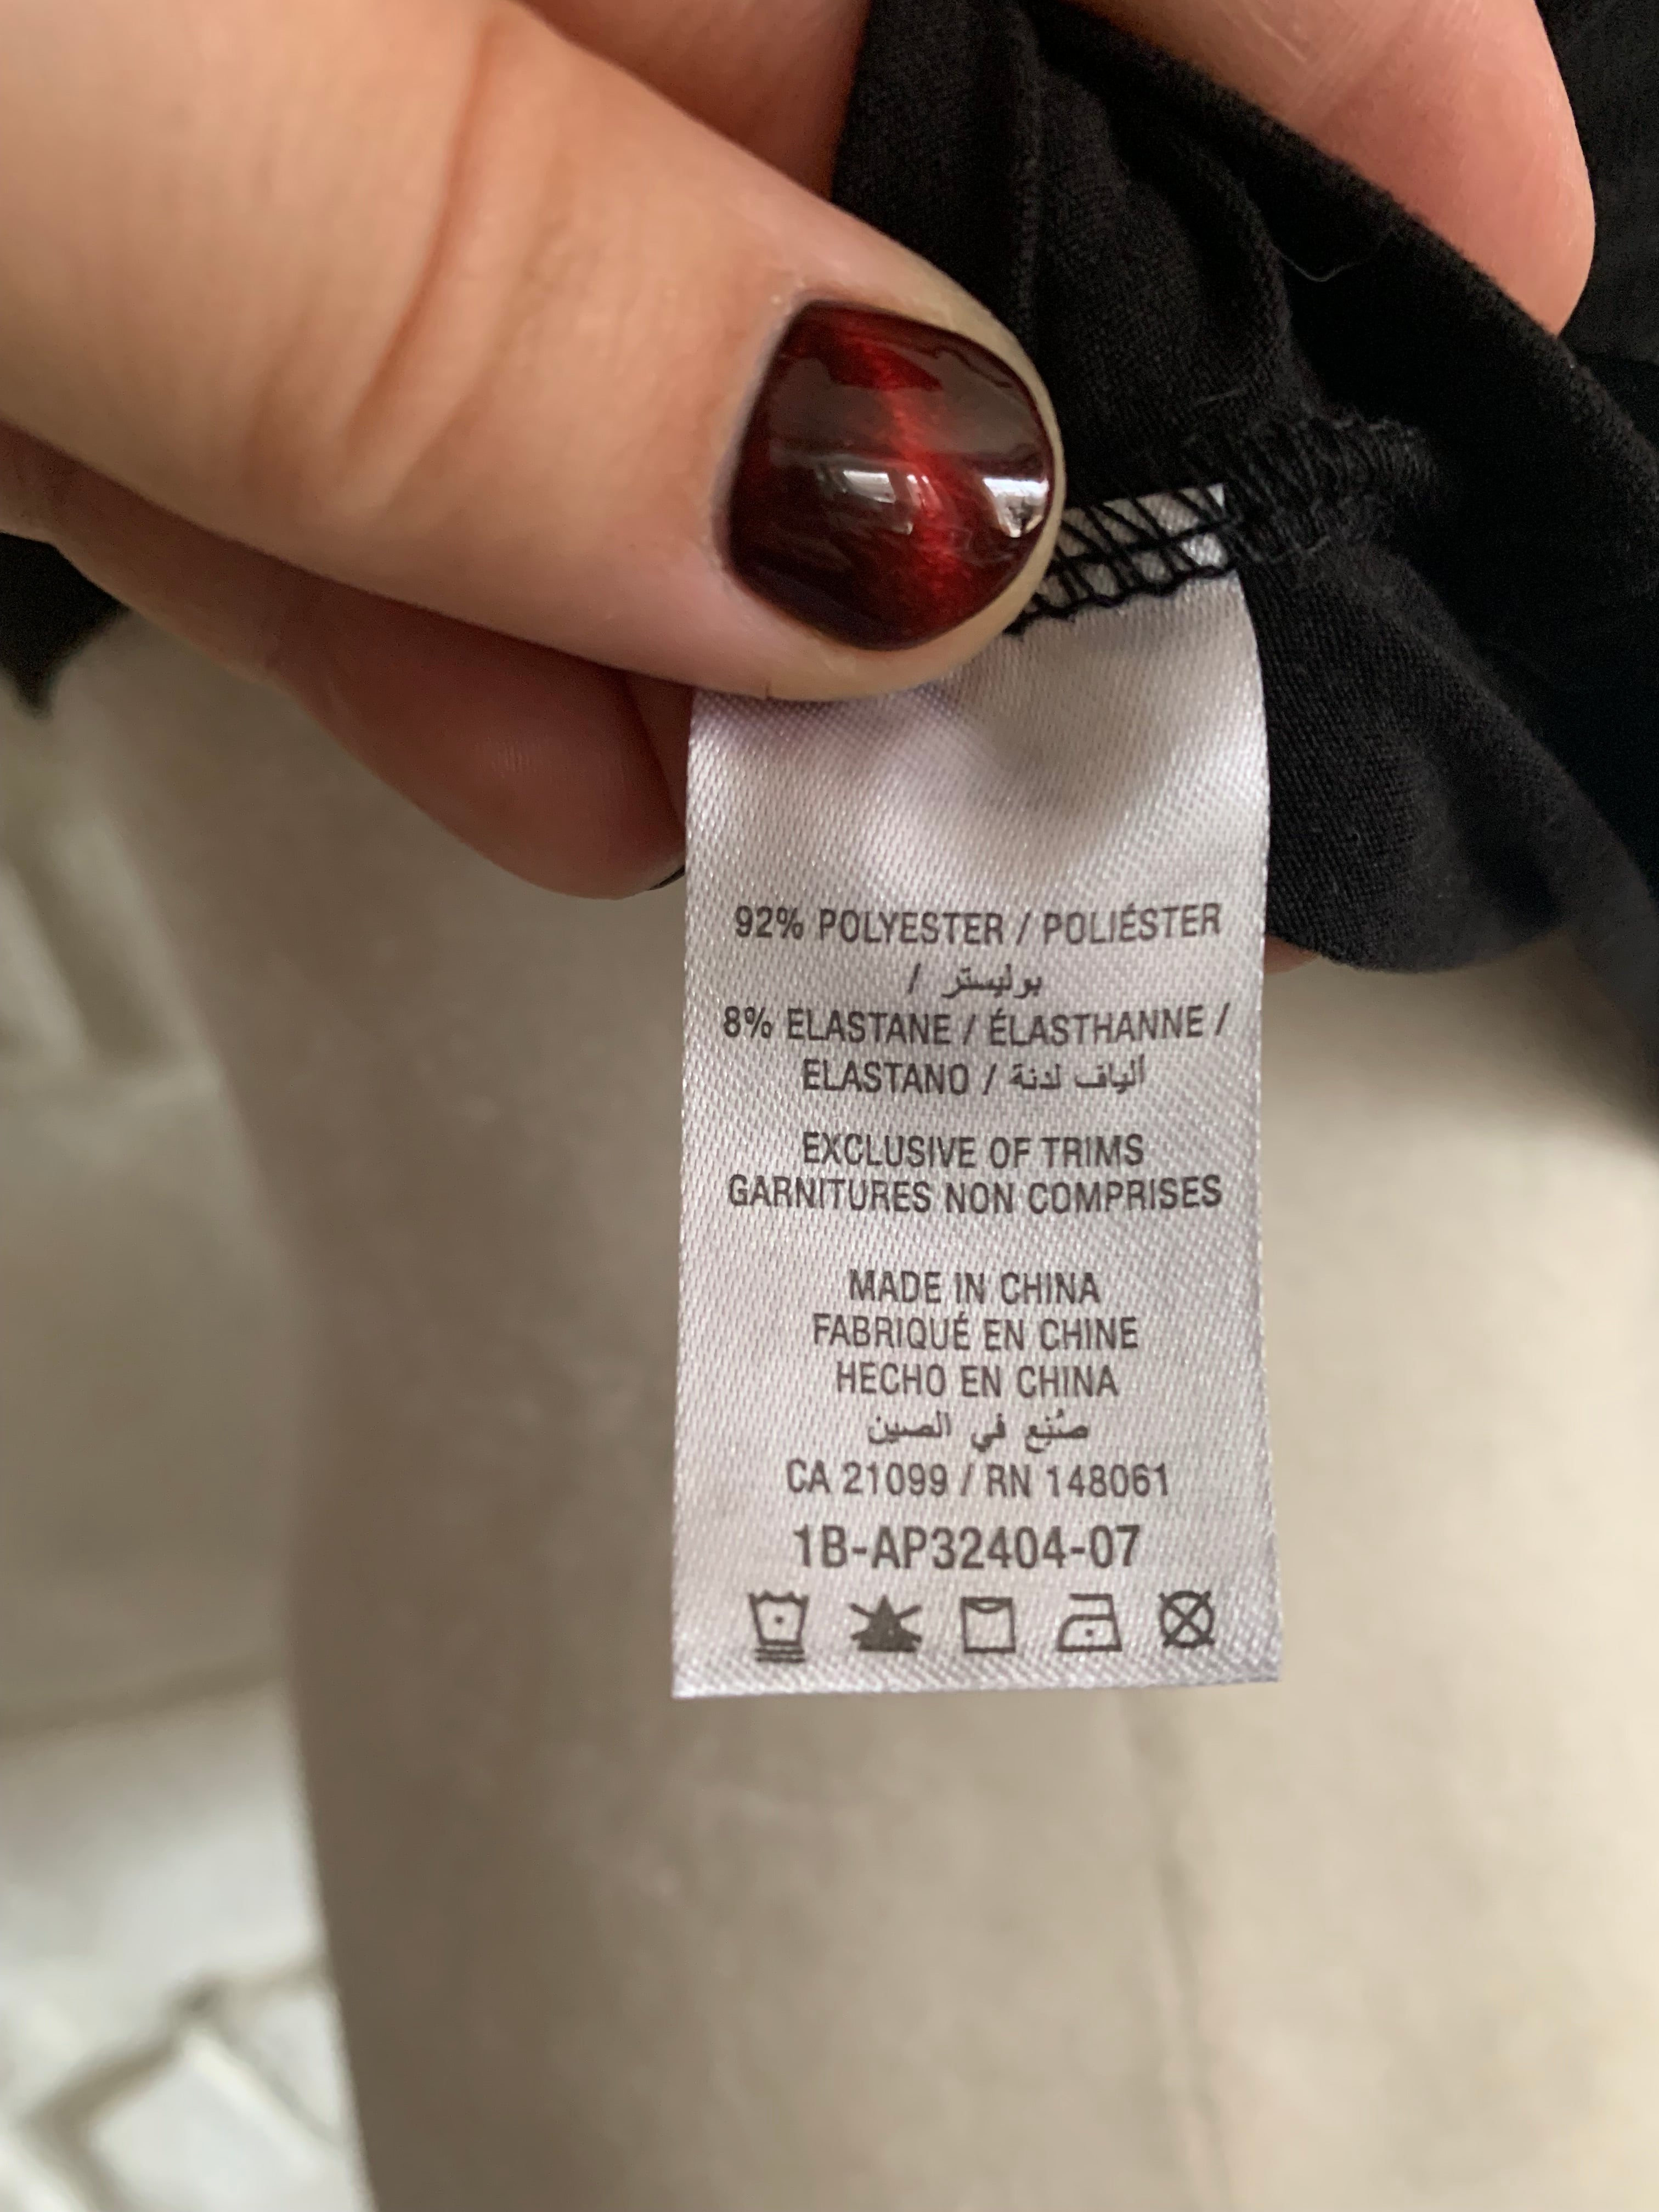 92% POLYESTER / POLIÉSTER
/ بوليستر
8% ELASTANE / ÉLASTHANNE /
ELASTANO / ألياف لدنة
EXCLUSIVE OF TRIMS
GARNITURES NON COMPRISES
MADE IN CHINA
FABRIQUÉ EN CHINE
HECHO EN CHINA
صُنِع في الصين
CA 21099 / RN 148061
1B-AP32404-07